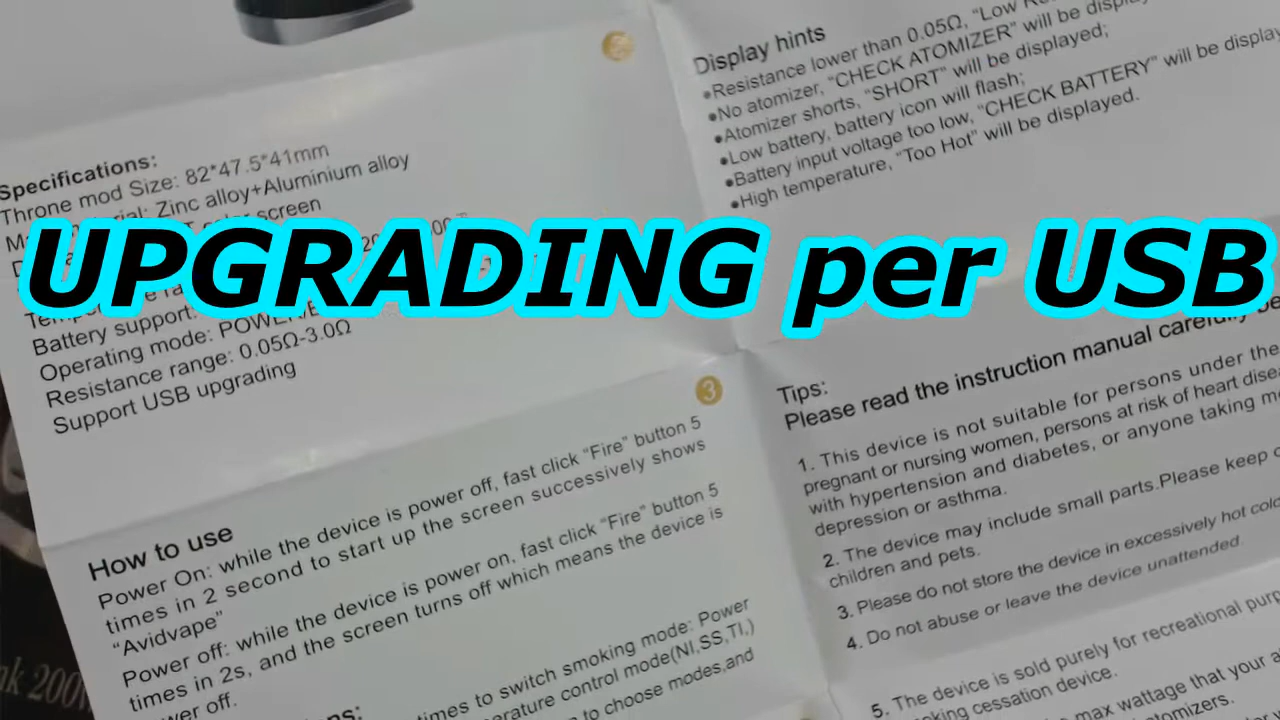 UPGRADING per USB
Specifications:
Throne mod Size: 82*47.5*41mm
Zinc alloy+Aluminium alloy
screen
Battery support:
Operating mode:
Resistance range: 0.05Ω-3.0Ω
Support USB upgrading
3
How to use
Power On: while the device is power off, fast click “Fire” button 5
times in 2 second to start up the screen successively shows
“Avidvape”
Power off: while the device is power on, fast click “Fire” button 5
times in 2s, and the screen turns off which means the device is
off.
times to switch smoking mode: Power
control mode(NI,SS,TI,)
to choose modes,and
Display hints
●Resistance lower than 0.05Ω, “Low
●No atomizer, “CHECK ATOMIZER” will be
●Atomizer shorts, “SHORT” will be displayed;
●Low battery, battery icon will flash;
●Battery input voltage too low, “CHECK BATTERY” will be
●High temperature, “Too Hot” will be displayed.
Tips:
Please read the instruction manual carefully
1. This device is not suitable for persons under the
pregnant or nursing women, persons at risk of heart
with hypertension and diabetes, or anyone taking
depression or asthma.
2. The device may include small parts.Please keep
children and pets.
3. Please do not store the device in excessively hot
4. Do not abuse or leave the device unattended.
5. The device is sold purely for recreational
cessation device.
max wattage that your